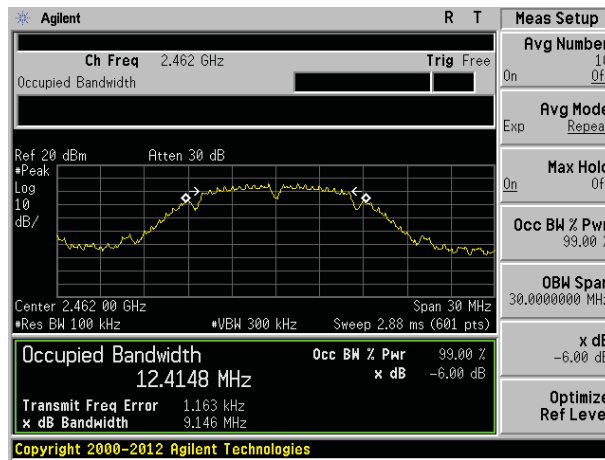 Agilent R T
Ch Freq 2.462 GHz Trig Free
Occupied Bandwidth
Ref 20 dBm Atten 30 dB
#Peak
Log
10
dB/
Center 2.462 00 GHz Span 30 MHz
#Res BW 100 kHz #VBW 300 kHz Sweep 2.88 ms (601 pts)
Occupied Bandwidth Occ BW % Pwr 99.00 %
12.4148 MHz x dB -6.00 dB
Transmit Freq Error 1.163 kHz
x dB Bandwidth 9.146 MHz
Copyright 2000-2012 Agilent Technologies
Meas Setup
Avg Number
On
Avg Mode
Exp Repea
Max Hold
On Of
Occ BW % Pwr
99.00 %
OBW Span
30.0000000 MHz
x dB
-6.00 dB
Optimize
Ref Leve